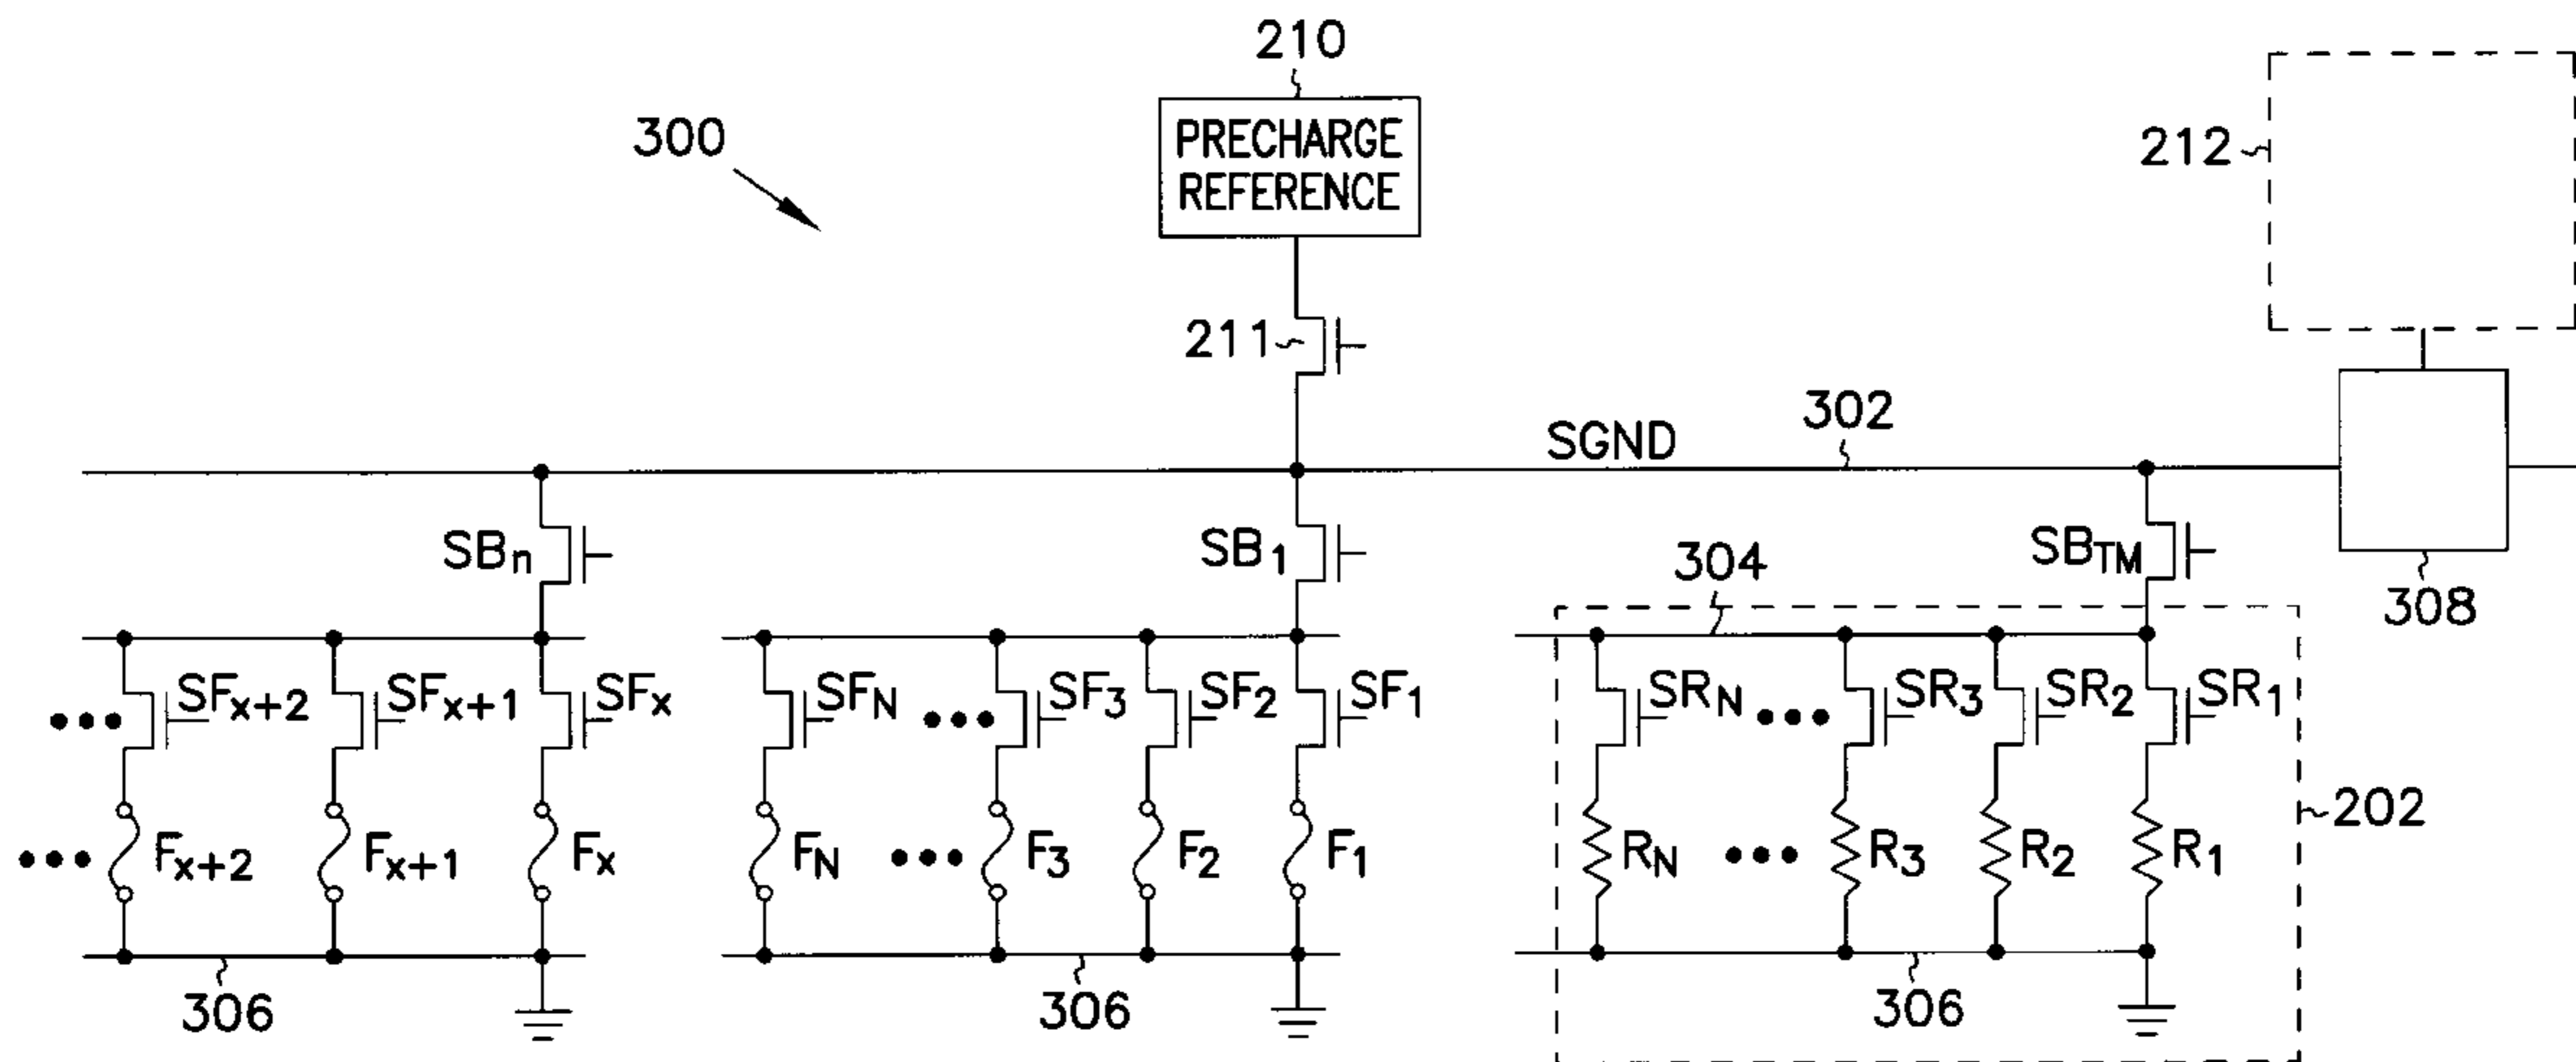 210
300
PRECHARGE
REFERENCE
212
211
SGND
302
SBn
SB1
304
SBTM
308
SFx+2
SFx+1
SFx
SFN
SF3
SF2
SF1
SRN
SR3
SR2
SR1
202
Fx+2
Fx+1
Fx
FN
F3
F2
F1
RN
R3
R2
R1
306
306
306